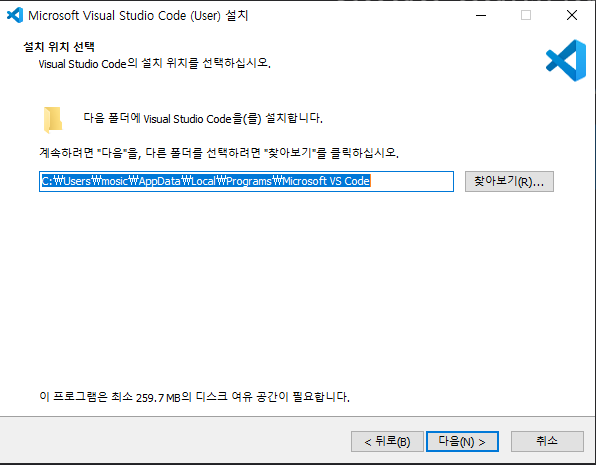 Microsoft Visual Studio Code (User) 설치
설치 위치 선택
Visual Studio Code의 설치 위치를 선택하십시오.
다음 폴더에 Visual Studio Code을(를) 설치합니다.
계속하려면 "다음"을, 다른 폴더를 선택하려면 "찾아보기"를 클릭하십시오.
C:₩Users₩mosic₩AppData₩Local₩Programs₩Microsoft VS Code
찾아보기(R)...
이 프로그램은 최소 259.7 MB의 디스크 여유 공간이 필요합니다.
< 뒤로(B)
다음(N) >
취소